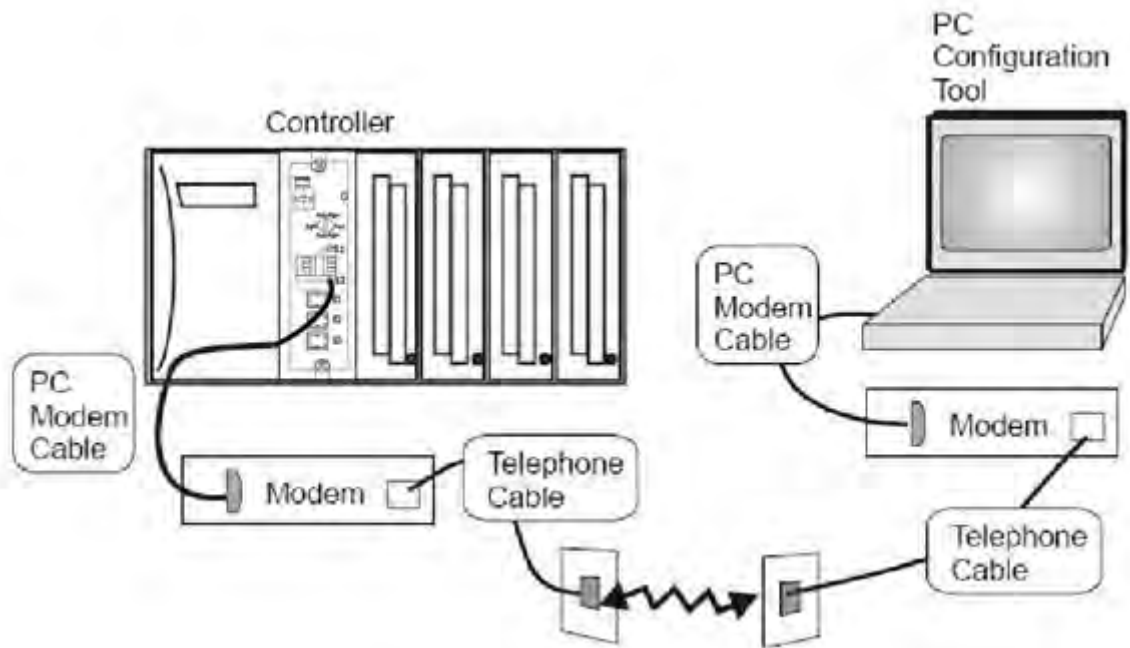 PC
Configuration
Tool
Controller
PC
Modem
Cable
PC
Modem
Cable
Modem
Modem
Telephone
Cable
Telephone
Cable